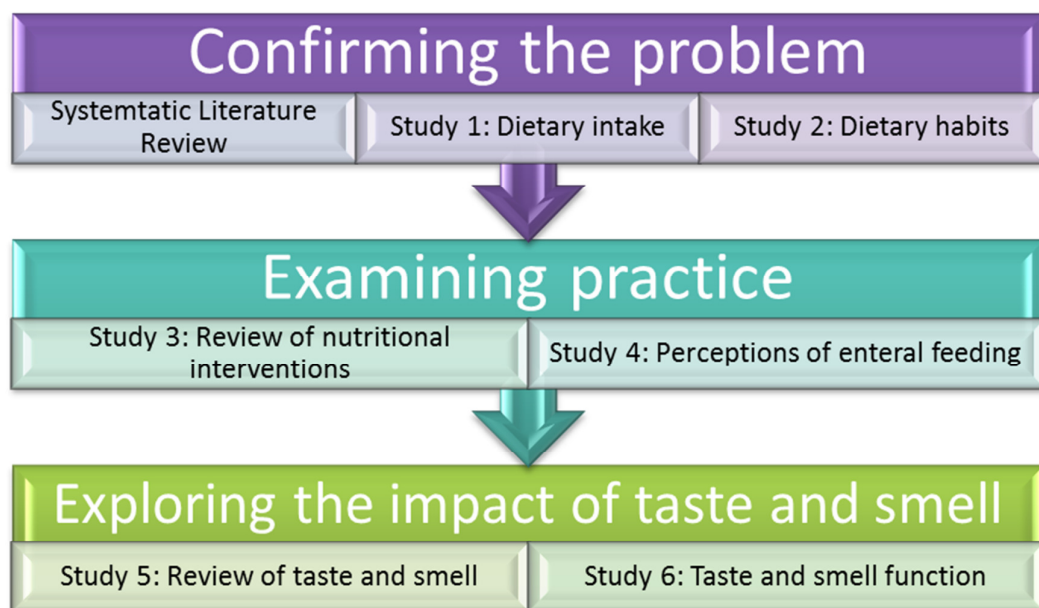 Confirming the problem
Systemtatic Literature
Review
Study 1: Dietary intake
Study 2: Dietary habits
Examining practice
Study 3: Review of nutritional
interventions
Study 4: Perceptions of enteral feeding
Exploring the impact of taste and smell
Study 5: Review of taste and smell
Study 6: Taste and smell function